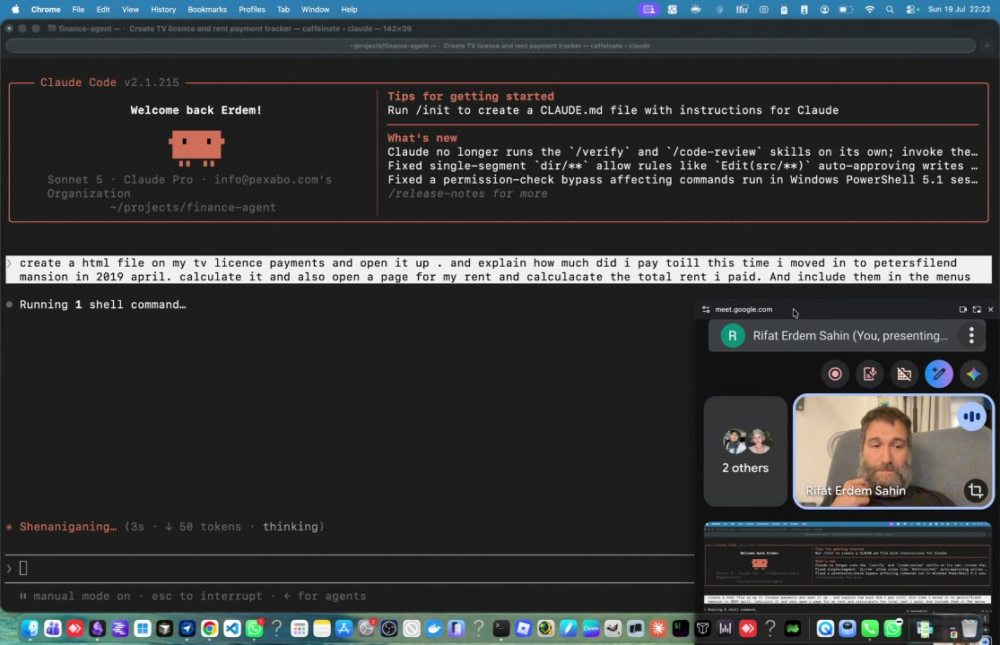 Chrome File Edit View History Bookmarks Profiles Tab Window Help Sun 19 Jul 22:22
finance-agent — · Create TV licence and rent payment tracker — caffeinate ◂ claude — 142×39
~/projects/finance-agent — · Create TV licence and rent payment tracker — caffeinate ◂ claude
Claude Code v2.1.215
Welcome back Erdem!
Sonnet 5 · Claude Pro · info@pexabo.com's
Organization
~/projects/finance-agent
Tips for getting started
Run /init to create a CLAUDE.md file with instructions for Claude
What's new
Claude no longer runs the `/verify` and `/code-review` skills on its own; invoke the…
Fixed single-segment `dir/**` allow rules like `Edit(src/**)` auto-approving writes …
Fixed a permission-check bypass affecting commands run in Windows PowerShell 5.1 ses…
/release-notes for more
❯ create a html file on my tv licence payments and open it up . and explain how much did i pay toill this time i moved in to petersfilend
mansion in 2019 april. calculate it and also open a page for my rent and calculacate the total rent i paid. And include them in the menus
● Running 1 shell command…
meet.google.com
R Rifat Erdem Sahin (You, presenting…
2 others
Rifat Erdem Sahin
✳ Shenaniganing… (3s · ↓ 50 tokens · thinking)
❯
⏸ manual mode on · esc to interrupt · ← for agents